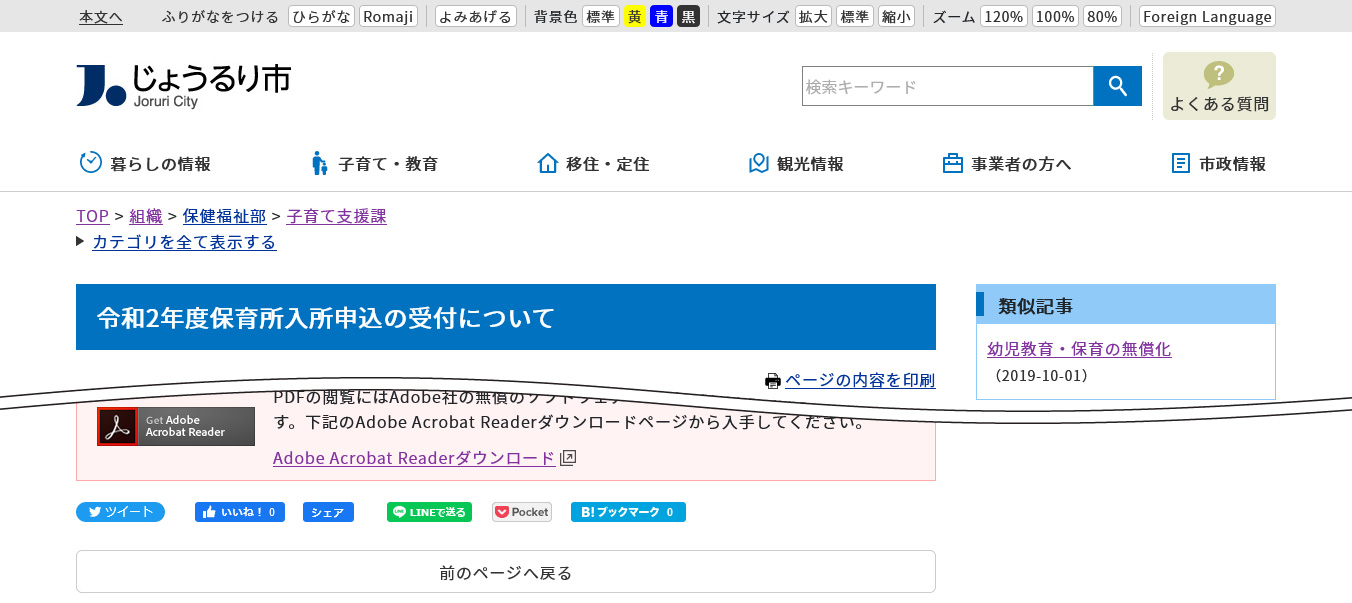 本文へ ふりがなをつける ひらがな Romaji よみあげる 背景色 標準 黄 青 黒 文字サイズ 拡大 標準 縮小 ズーム 120% 100% 80% Foreign Language
じょうるり市
Joruri City
検索キーワード
?
よくある質問
暮らしの情報 子育て・教育 移住・定住 観光情報 事業者の方へ 市政情報
TOP > 組織 > 保健福祉部 > 子育て支援課
カテゴリを全て表示する
令和2年度保育所入所申込の受付について
類似記事
幼児教育・保育の無償化
（2019-10-01）
ページの内容を印刷
PDFの閲覧にはAdobe社の無償のソフトウェア
Get Adobe
Acrobat Reader
す。下記のAdobe Acrobat Readerダウンロードページから入手してください。
Adobe Acrobat Readerダウンロード
ツイート いいね！ 0 シェア LINEで送る Pocket B!ブックマーク 0
前のページへ戻る